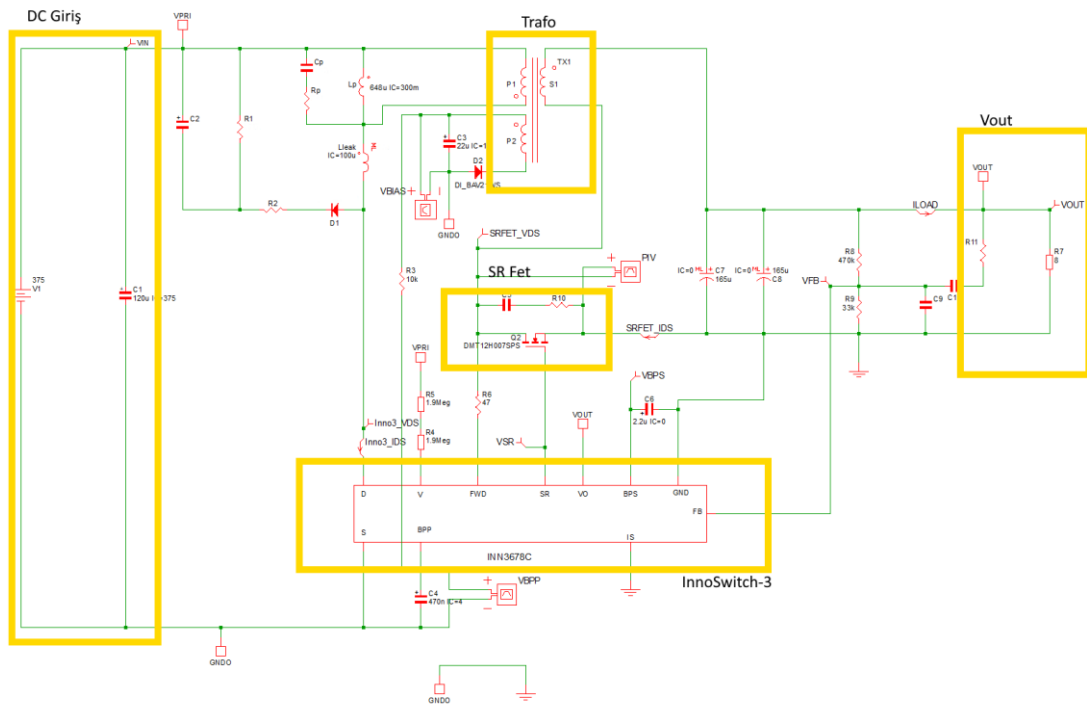 DC Giriş
Trafo
VPRI
VIN
Cp
Rp
Lp
648u IC=300m
P1
TX1
S1
C2
R1
C3
P2
Lleak
IC=100u
D2
Vout
VBIAS
R2
D1
GNDO
VOUT
ILOAD
VOUT
SRFET_VDS
PIV
R3
10k
SR Fet
R10
IC=0
C7
165u
IC=0
165u
C8
R8
470k
R11
R7
8
VFB
R9
33k
C9
375
V1
C1
120u IC=375
Q2
DMT12H007SPS
SRFET_IDS
VPRI
R5
1.9Meg
R6
47
VBPS
C6
2.2u IC=0
VOUT
Inno3_VDS
R4
1.9Meg
VSR
Inno3_IDS
D
V
FWD
SR
VO
BPS
GND
FB
S
BPP
IS
INN3678C
InnoSwitch-3
VBPP
C4
470n IC=4
GNDO
GNDO